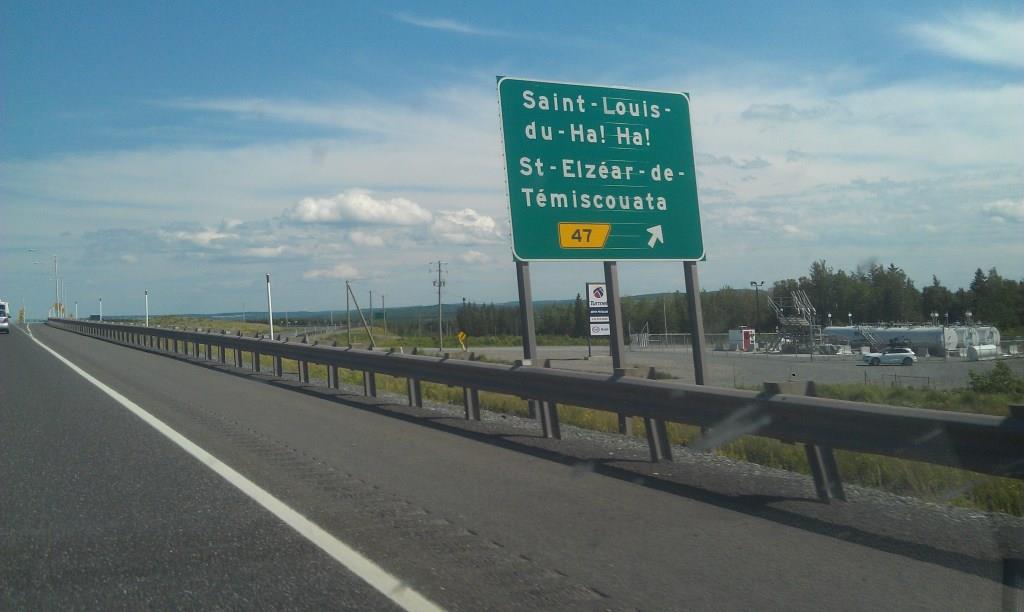 Saint-Louis-
du-Ha! Ha!
St-Elzéar-de-
Témiscouata
47